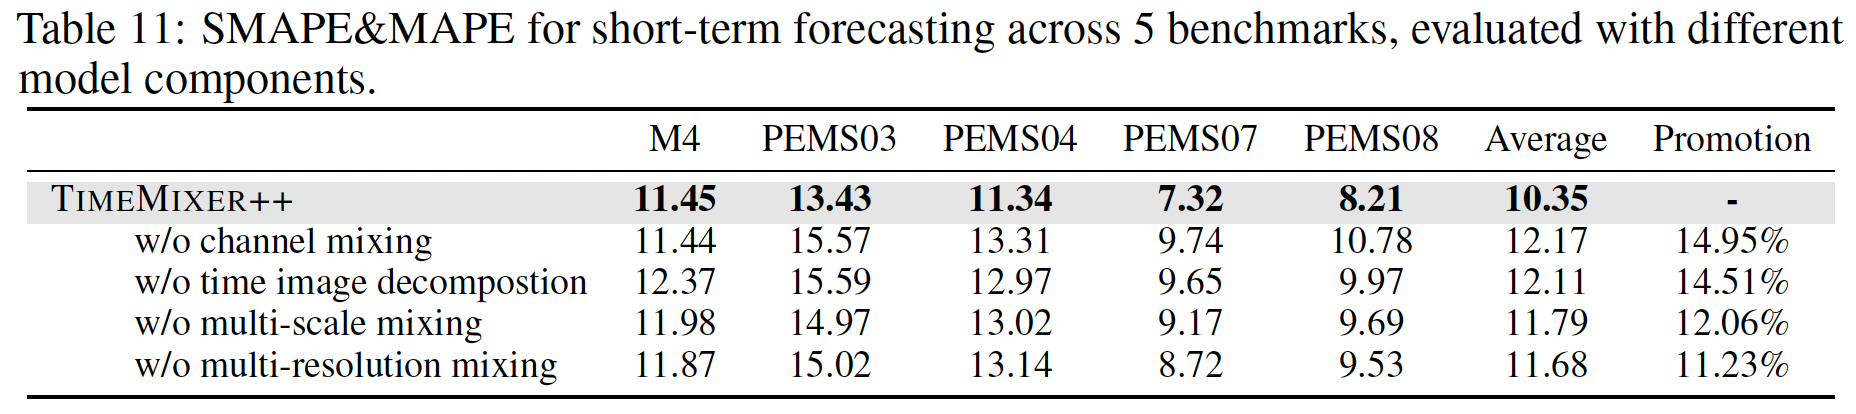 Table 11: SMAPE&MAPE for short-term forecasting across 5 benchmarks, evaluated with different
model components.
M4 PEMS03 PEMS04 PEMS07 PEMS08 Average Promotion
TIMEMIXER++ 11.45 13.43 11.34 7.32 8.21 10.35 -
w/o channel mixing 11.44 15.57 13.31 9.74 10.78 12.17 14.95%
w/o time image decompostion 12.37 15.59 12.97 9.65 9.97 12.11 14.51%
w/o multi-scale mixing 11.98 14.97 13.02 9.17 9.69 11.79 12.06%
w/o multi-resolution mixing 11.87 15.02 13.14 8.72 9.53 11.68 11.23%